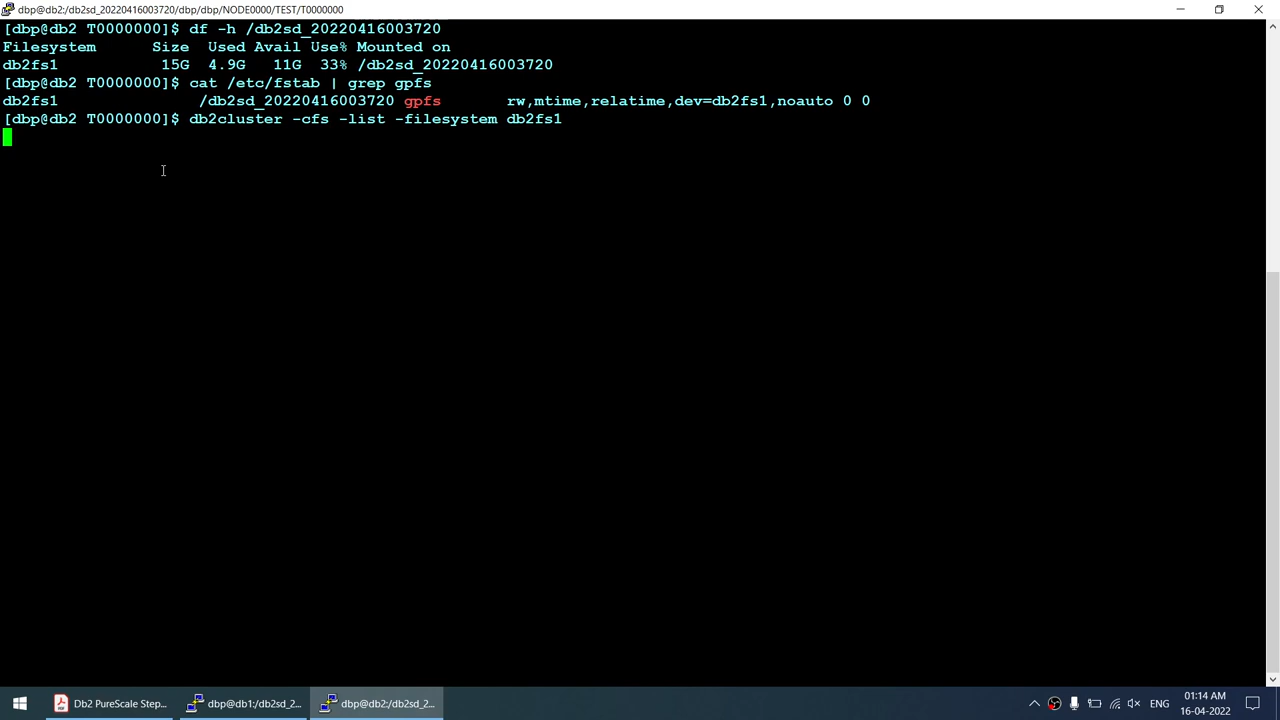 dbp@db2:/db2sd_20220416003720/dbp/dbp/NODE0000/TEST/T0000000
[dbp@db2 T0000000]$ df -h /db2sd_20220416003720
Filesystem      Size  Used Avail Use% Mounted on
db2fs1           15G  4.9G   11G  33% /db2sd_20220416003720
[dbp@db2 T0000000]$ cat /etc/fstab | grep gpfs
db2fs1               /db2sd_20220416003720 gpfs       rw,mtime,relatime,dev=db2fs1,noauto 0 0
[dbp@db2 T0000000]$ db2cluster -cfs -list -filesystem db2fs1
Db2 PureScale Step...
dbp@db1:/db2sd_2...
dbp@db2:/db2sd_2...
ENG
01:14 AM
16-04-2022